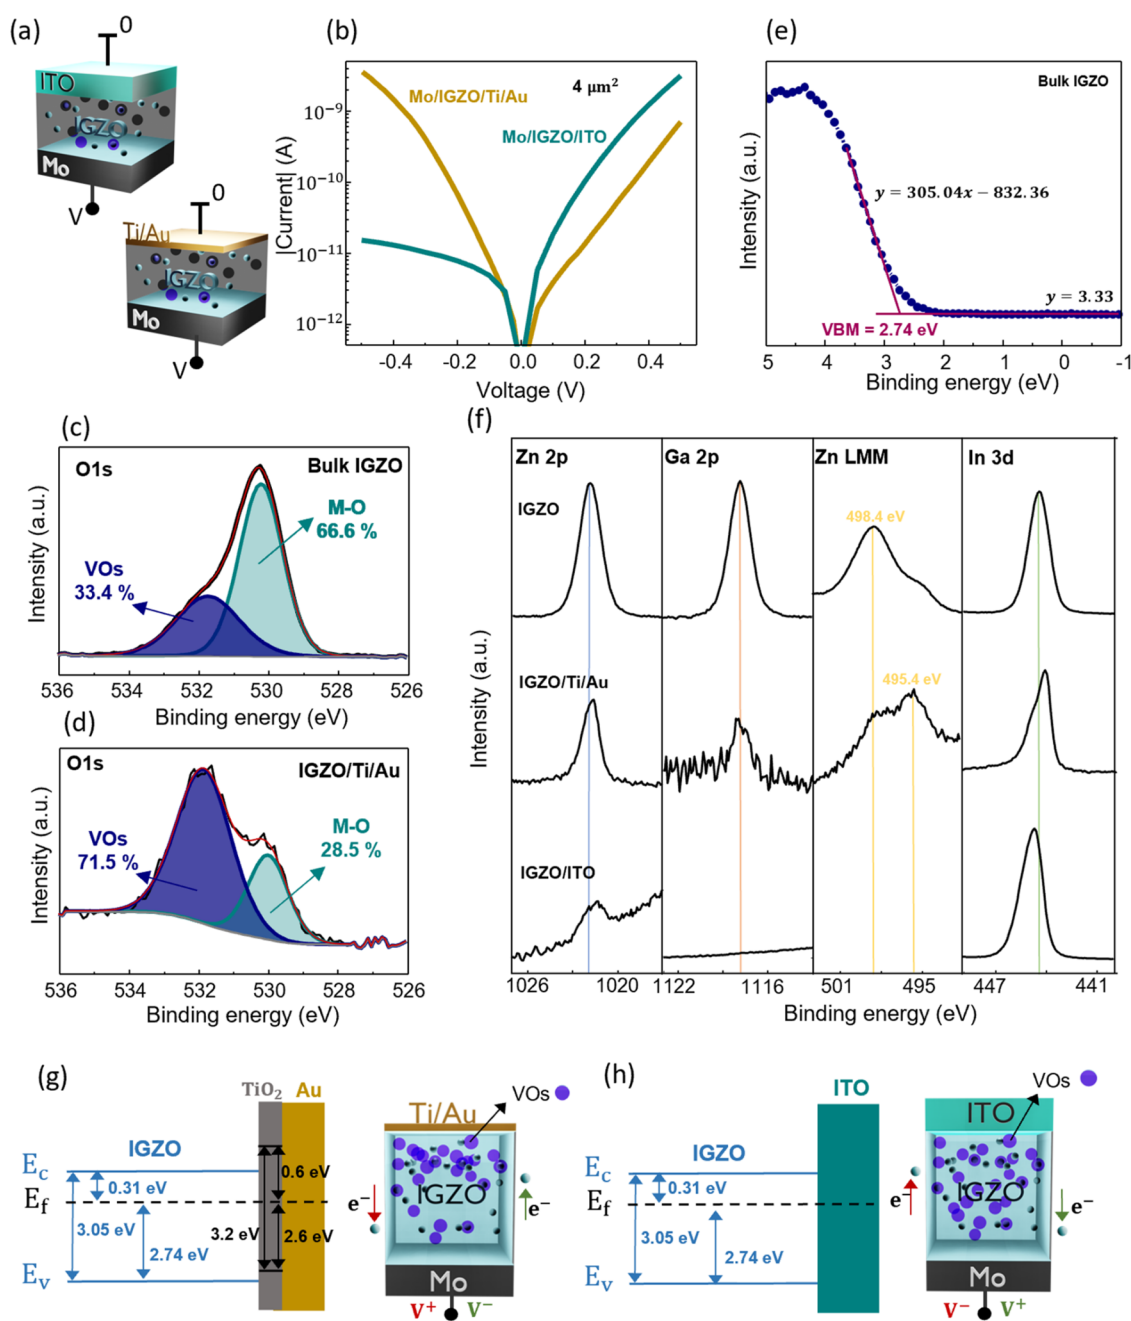 (a)
0
ITO
IGZO
Mo
V
0
Ti/Au
IGZO
Mo
V
(b)
4 μm²
Mo/IGZO/Ti/Au
Mo/IGZO/ITO
|Current| (A)
10⁻⁹
10⁻¹⁰
10⁻¹¹
10⁻¹²
-0.4 -0.2 0.0 0.2 0.4
Voltage (V)
(e)
Bulk IGZO
Intensity (a.u.)
y = 305.04x − 832.36
y = 3.33
VBM = 2.74 eV
5 4 3 2 1 0 -1
Binding energy (eV)
(c)
O1s
Bulk IGZO
M-O
66.6 %
VOs
33.4 %
Intensity (a.u.)
536 534 532 530 528 526
Binding energy (eV)
(d)
O1s
IGZO/Ti/Au
M-O
28.5 %
VOs
71.5 %
Intensity (a.u.)
536 534 532 530 528 526
Binding energy (eV)
(f)
Zn 2p Ga 2p Zn LMM In 3d
IGZO
498.4 eV
IGZO/Ti/Au
495.4 eV
IGZO/ITO
Intensity (a.u.)
1026 1020 1122 1116 501 495 447 441
Binding energy (eV)
(g)
TiO₂ Au
IGZO
Ec
Ef
Ev
0.31 eV
3.05 eV
2.74 eV
0.6 eV
3.2 eV
2.6 eV
VOs
Ti/Au
IGZO
e⁻
e⁻
Mo
V⁺ V⁻
(h)
ITO
IGZO
Ec
Ef
Ev
0.31 eV
3.05 eV
2.74 eV
VOs
ITO
IGZO
e⁻
e⁻
Mo
V⁻ V⁺